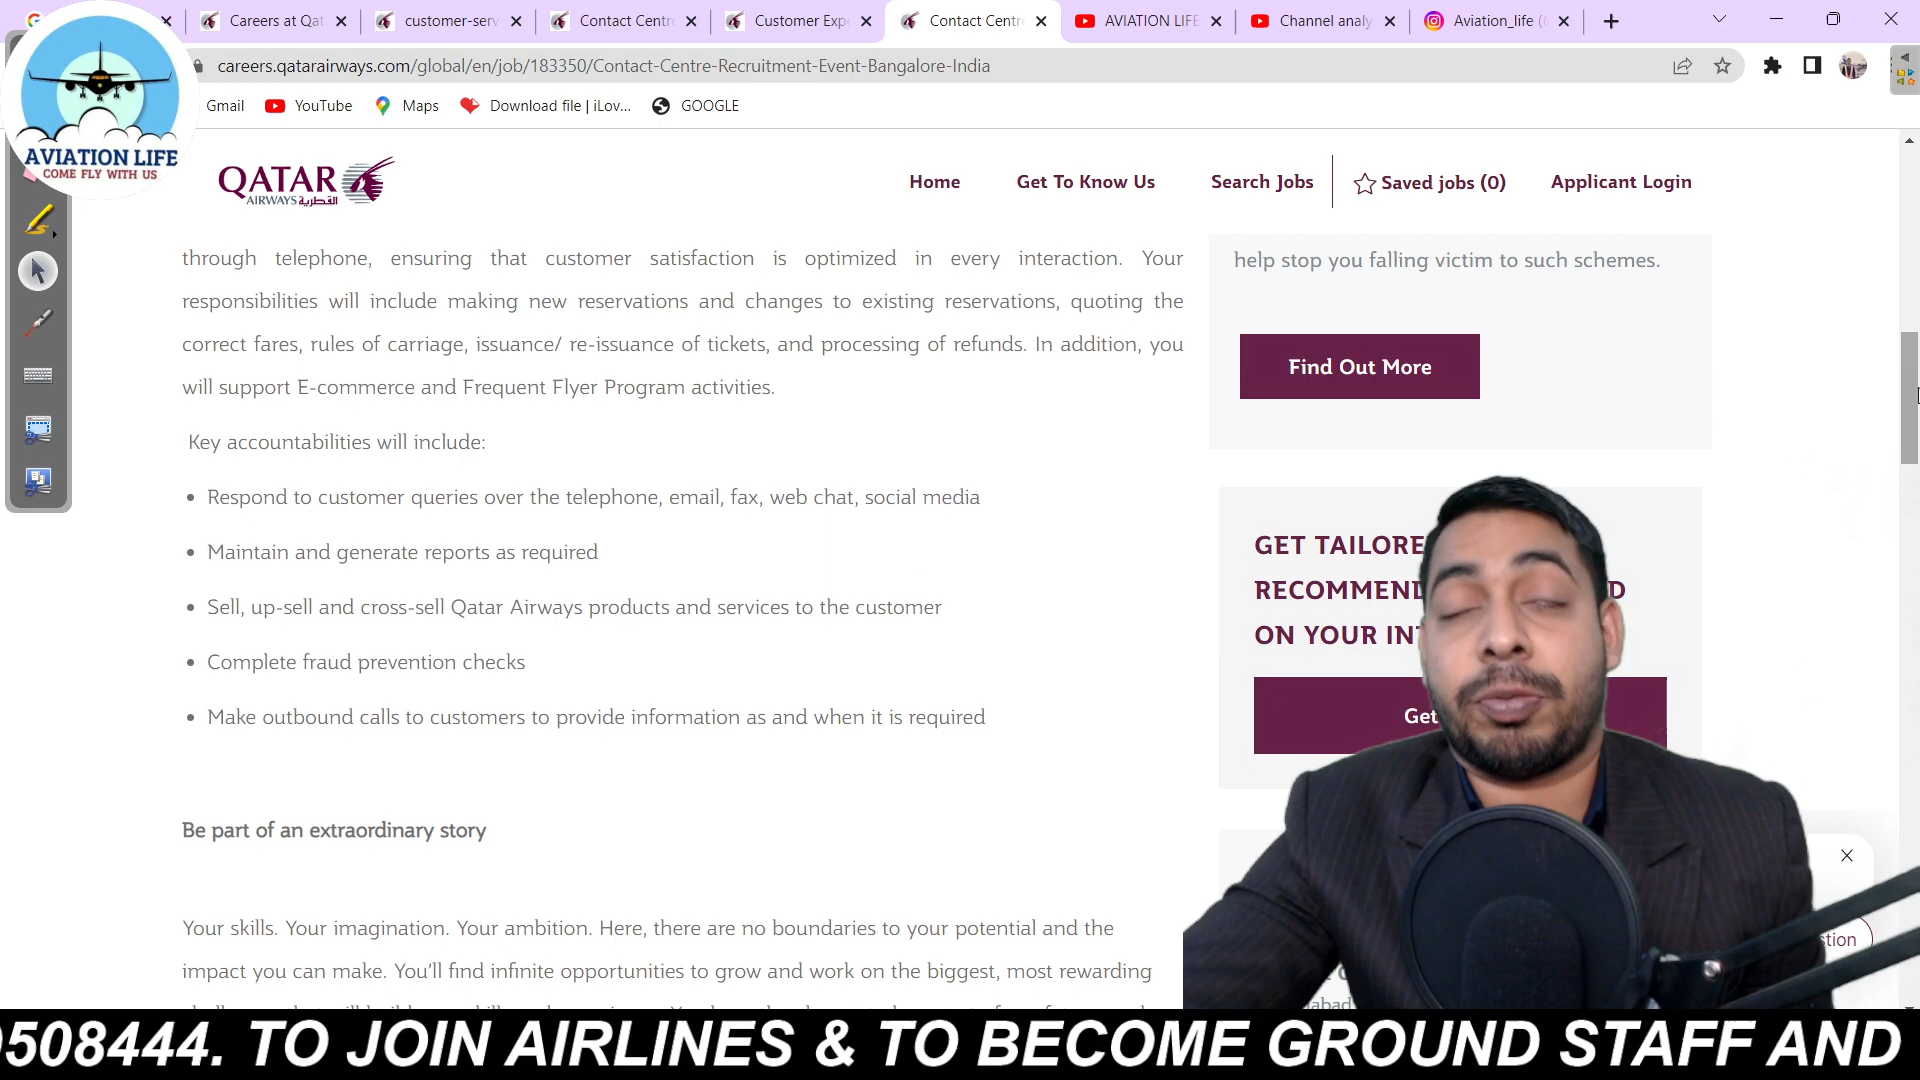 Careers at Qat
customer-serv
Contact Centre
Customer Exp
Contact Centre
AVIATION LIFE
Channel analy
Aviation_life (
careers.qatarairways.com/global/en/job/183350/Contact-Centre-Recruitment-Event-Bangalore-India
Gmail
YouTube
Maps
Download file | iLov...
GOOGLE
AVIATION LIFE
COME FLY WITH US
QATAR
AIRWAYS القطرية
Home
Get To Know Us
Search Jobs
Saved jobs (0)
Applicant Login
through telephone, ensuring that customer satisfaction is optimized in every interaction. Your
responsibilities will include making new reservations and changes to existing reservations, quoting the
correct fares, rules of carriage, issuance/ re-issuance of tickets, and processing of refunds. In addition, you
will support E-commerce and Frequent Flyer Program activities.
Key accountabilities will include:
• Respond to customer queries over the telephone, email, fax, web chat, social media
• Maintain and generate reports as required
• Sell, up-sell and cross-sell Qatar Airways products and services to the customer
• Complete fraud prevention checks
• Make outbound calls to customers to provide information as and when it is required
Be part of an extraordinary story
Your skills. Your imagination. Your ambition. Here, there are no boundaries to your potential and the
impact you can make. You'll find infinite opportunities to grow and work on the biggest, most rewarding
help stop you falling victim to such schemes.
Find Out More
GET TAILORE
RECOMMEND D
ON YOUR IN
Get
stion
abad
0508444. TO JOIN AIRLINES & TO BECOME GROUND STAFF AND